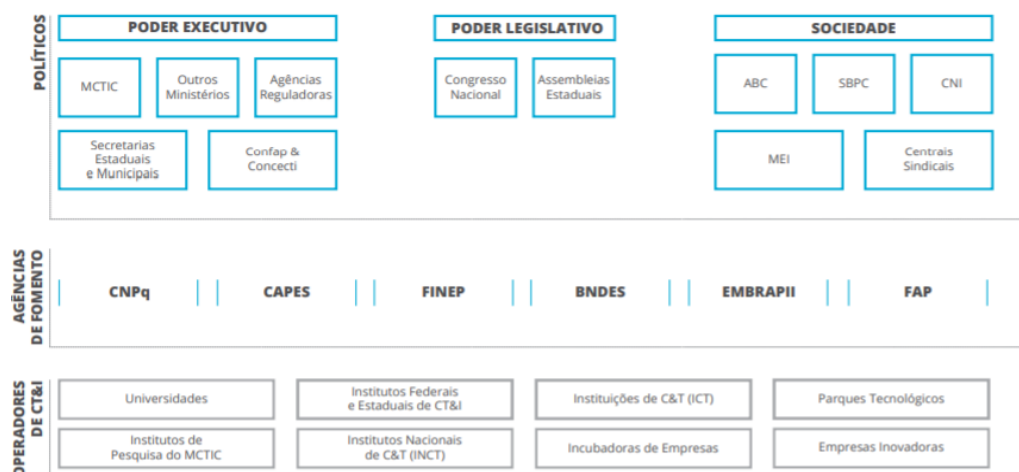 POLÍTICOS
PODER EXECUTIVO
PODER LEGISLATIVO
SOCIEDADE
MCTIC
Outros
Ministérios
Agências
Reguladoras
Congresso
Nacional
Assembleias
Estaduais
ABC
SBPC
CNI
Secretarias
Estaduais
e Municipais
Confap &
Concecti
MEI
Centrais
Sindicais
AGÊNCIAS
DE FOMENTO
CNPq
CAPES
FINEP
BNDES
EMBRAPII
FAP
OPERADORES
DE CT&I
Universidades
Institutos Federais
e Estaduais de CT&I
Instituições de C&T (ICT)
Parques Tecnológicos
Institutos de
Pesquisa do MCTIC
Institutos Nacionais
de C&T (INCT)
Incubadoras de Empresas
Empresas Inovadoras